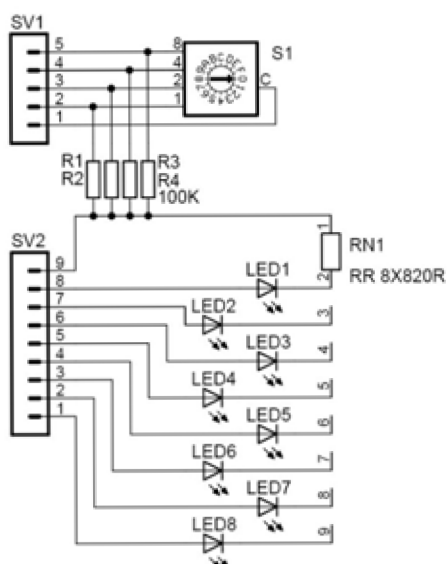 SV1
5
4
3
2
1
8
4
2
1
S1
C
0123456789ABCDEF
R1
R2
R3
R4
100K
SV2
9
8
7
6
5
4
3
2
1
1
2
RN1
RR 8X820R
3
4
5
6
7
8
9
LED1
LED2
LED3
LED4
LED5
LED6
LED7
LED8